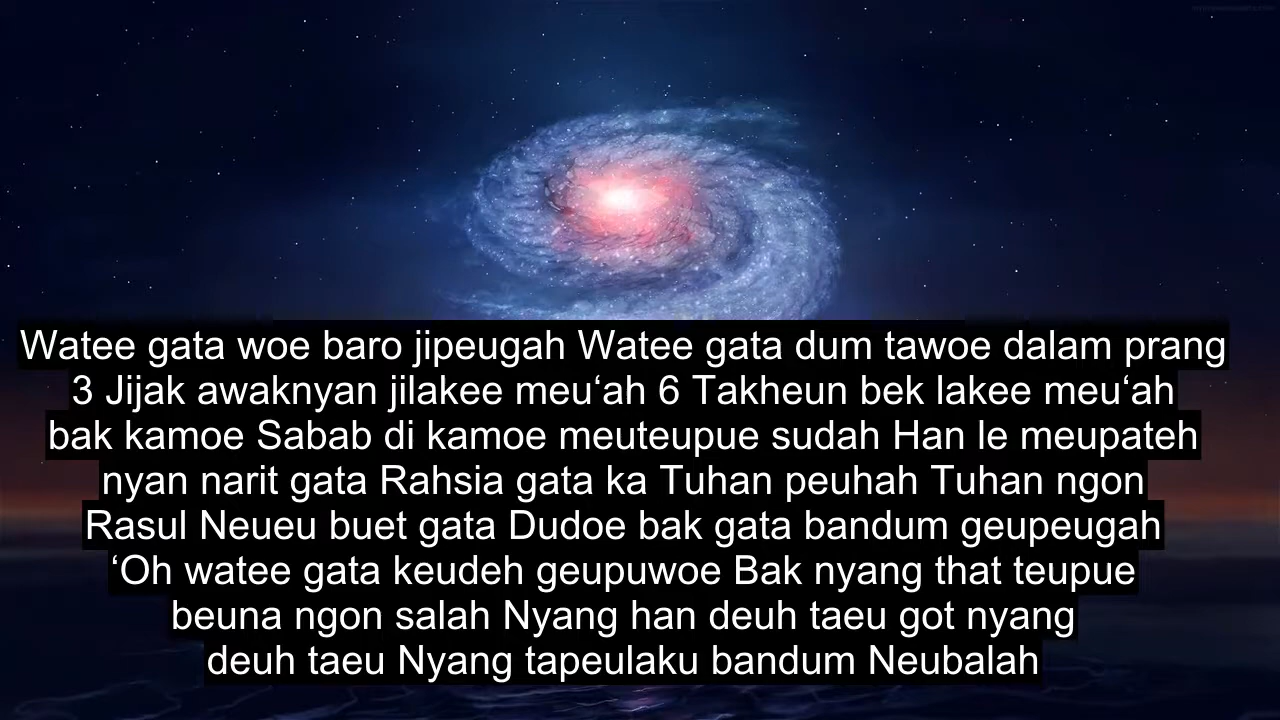 Watee gata woe baro jipeugah Watee gata dum tawoe dalam prang
3 Jijak awaknyan jilakee meu‘ah 6 Takheun bek lakee meu‘ah
bak kamoe Sabab di kamoe meuteupue sudah Han le meupateh
nyan narit gata Rahsia gata ka Tuhan peuhah Tuhan ngon
Rasul Neueu buet gata Dudoe bak gata bandum geupeugah
‘Oh watee gata keudeh geupuwoe Bak nyang that teupue
beuna ngon salah Nyang han deuh taeu got nyang
deuh taeu Nyang tapeulaku bandum Neubalah